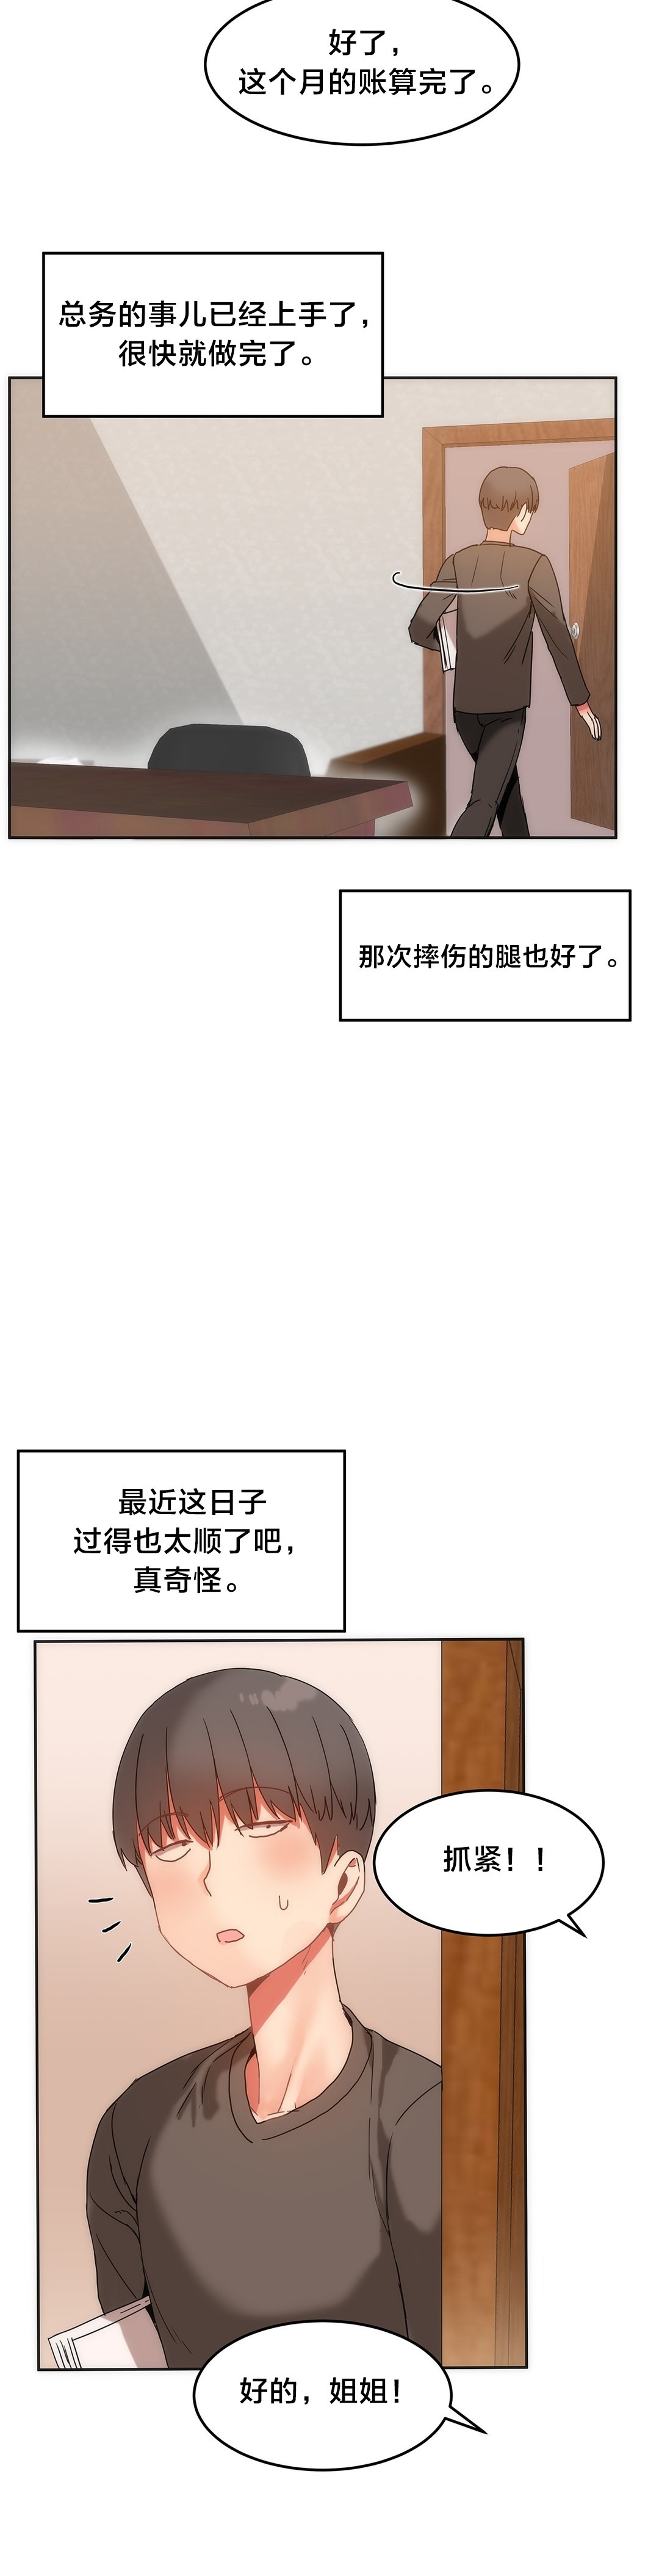 好了，
这个月的账算完了。
总务的事儿已经上手了，
很快就做完了。
那次摔伤的腿也好了。
最近这日子
过得也太顺了吧，
真奇怪。
抓紧！！
好的，姐姐！